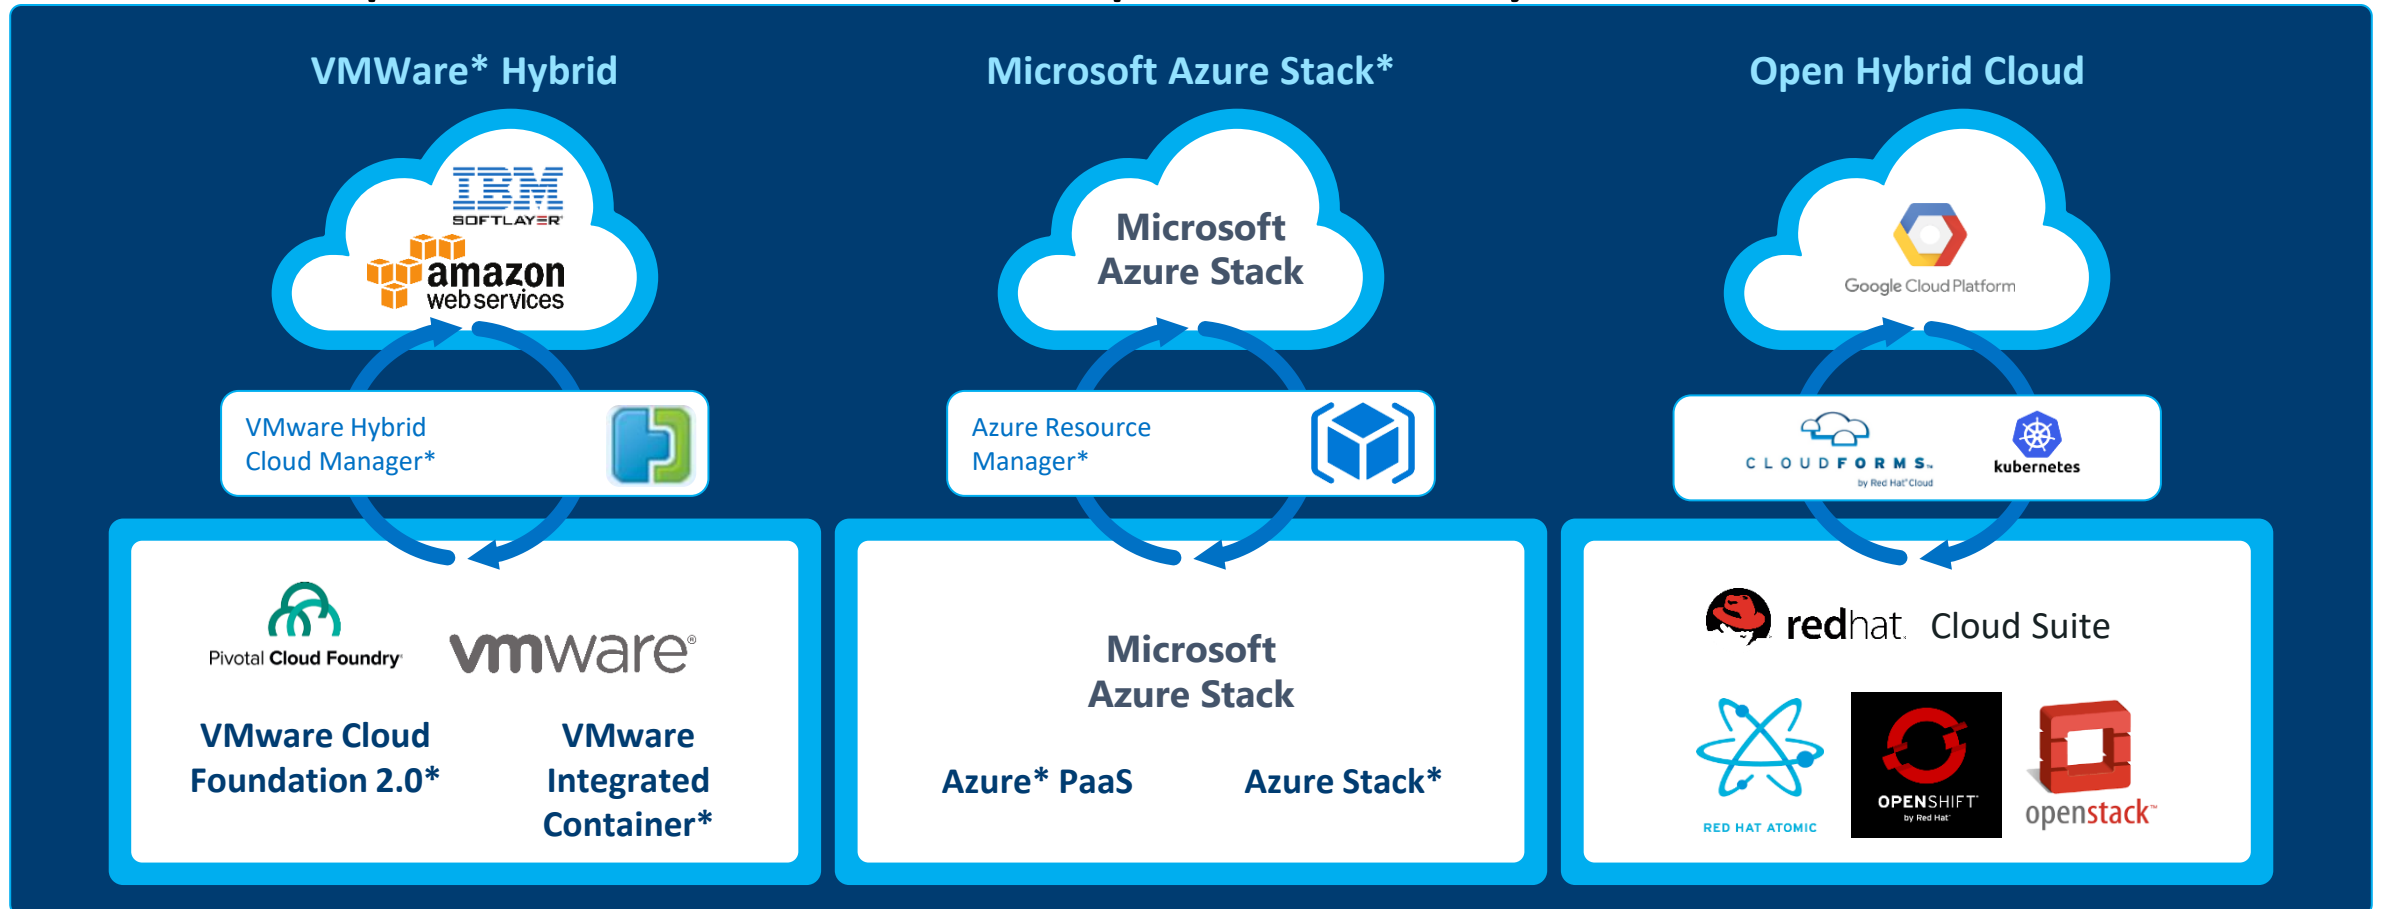 VMWare* Hybrid
IBM
SOFTLAYER
amazon
web services
VMware Hybrid
Cloud Manager*
Pivotal Cloud Foundry
vmware®
VMware Cloud
Foundation 2.0*
VMware
Integrated
Container*
Microsoft Azure Stack*
Microsoft
Azure Stack
Azure Resource
Manager*
Microsoft
Azure Stack
Azure* PaaS
Azure Stack*
Open Hybrid Cloud
Google Cloud Platform
CLOUDFORMS™
by Red Hat® Cloud
kubernetes
redhat. Cloud Suite
RED HAT ATOMIC
OPENSHIFT
by Red Hat®
openstack™